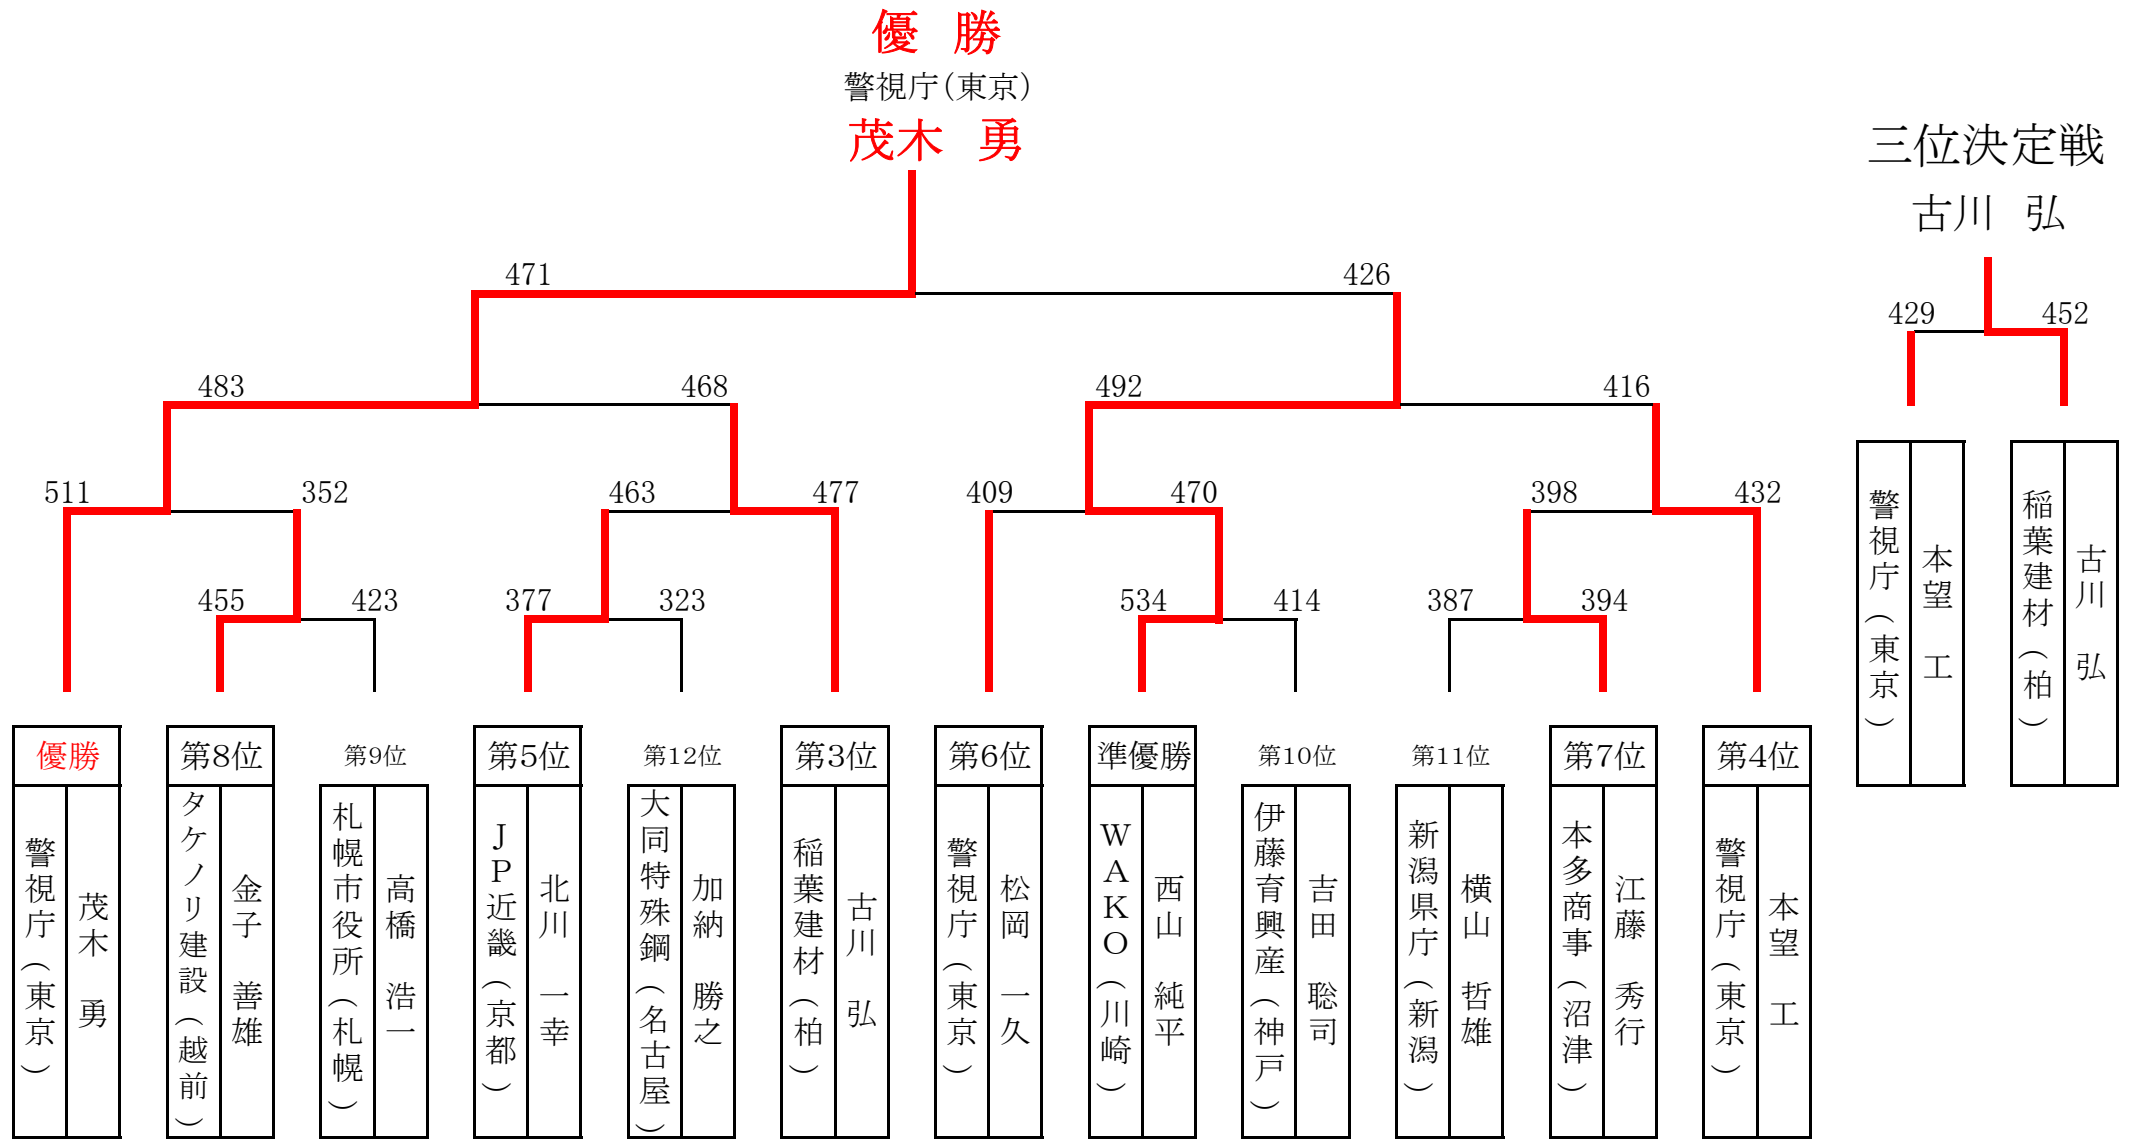 優　勝
警視庁(東京)
茂木　勇
三位決定戦
古川　弘
471
426
429
452
483
468
492
416
511
352
463
477
409
470
398
432
455
423
377
323
534
414
387
394
警視庁(東京)
本望　工
稲葉建材(柏)
古川　弘
優勝
警視庁(東京)
茂木　勇
第8位
タケノリ建設(越前)
金子　善雄
第9位
札幌市役所(札幌)
高橋　浩一
第5位
JP近畿(京都)
北川　一幸
第12位
大同特殊鋼(名古屋)
加納　勝之
第3位
稲葉建材(柏)
古川　弘
第6位
警視庁(東京)
松岡　一久
準優勝
WAKO(川崎)
西山　純平
第10位
伊藤育興産(神戸)
吉田　聡司
第11位
新潟県庁(新潟)
横山　哲雄
第7位
本多商事(沼津)
江藤　秀行
第4位
警視庁(東京)
本望　工